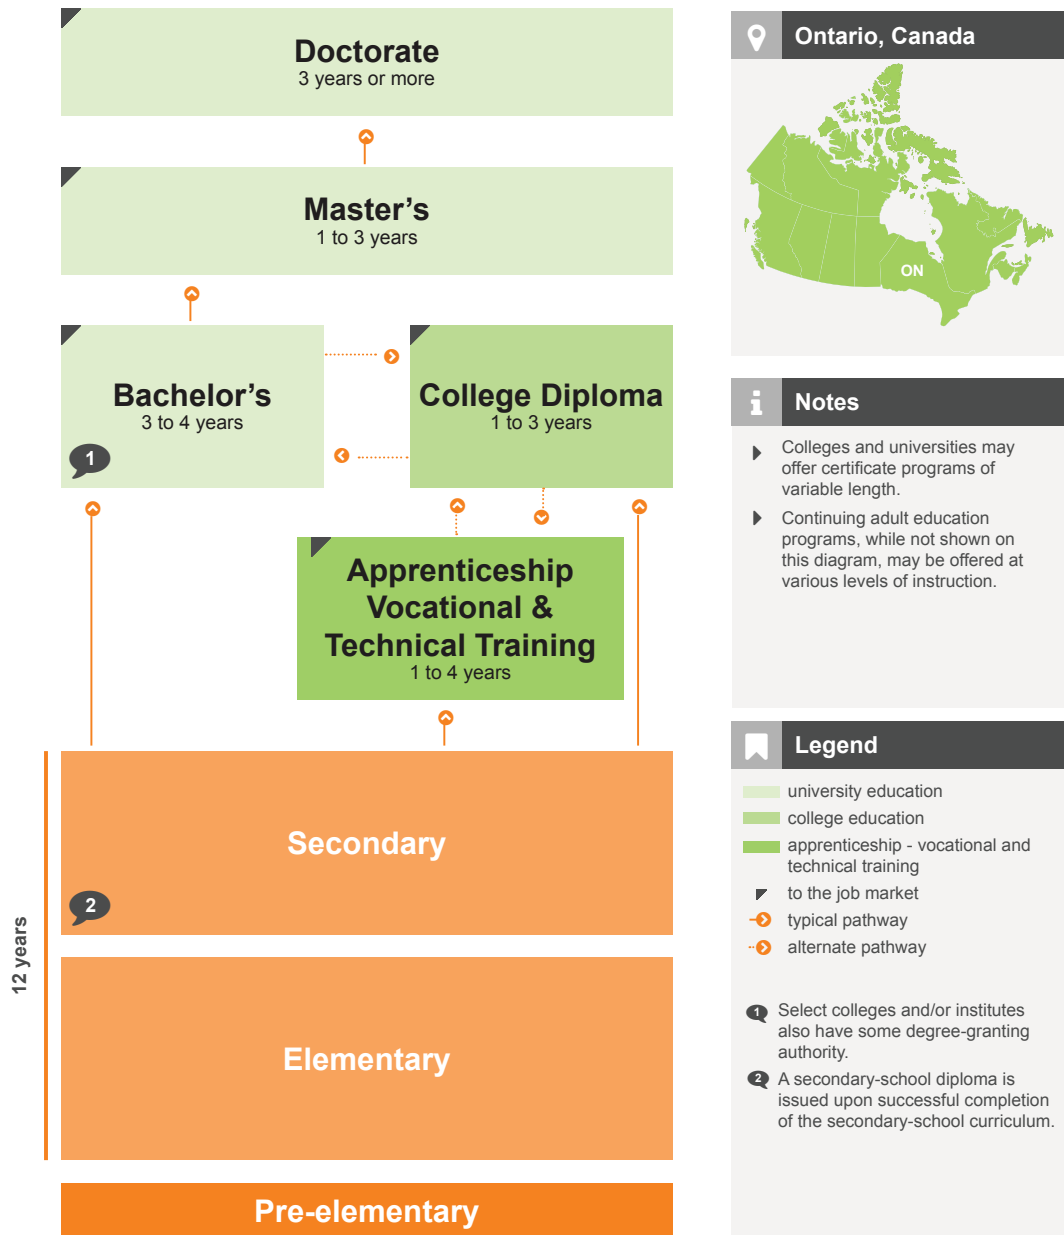 Doctorate
3 years or more
Master's
1 to 3 years
Bachelor's
3 to 4 years
1
College Diploma
1 to 3 years
Apprenticeship
Vocational &
Technical Training
1 to 4 years
Secondary
2
12 years
Elementary
Pre-elementary
Ontario, Canada
ON
Notes
Colleges and universities may
offer certificate programs of
variable length.
Continuing adult education
programs, while not shown on
this diagram, may be offered at
various levels of instruction.
Legend
university education
college education
apprenticeship - vocational and
technical training
to the job market
typical pathway
alternate pathway
1 Select colleges and/or institutes
also have some degree-granting
authority.
2 A secondary-school diploma is
issued upon successful completion
of the secondary-school curriculum.